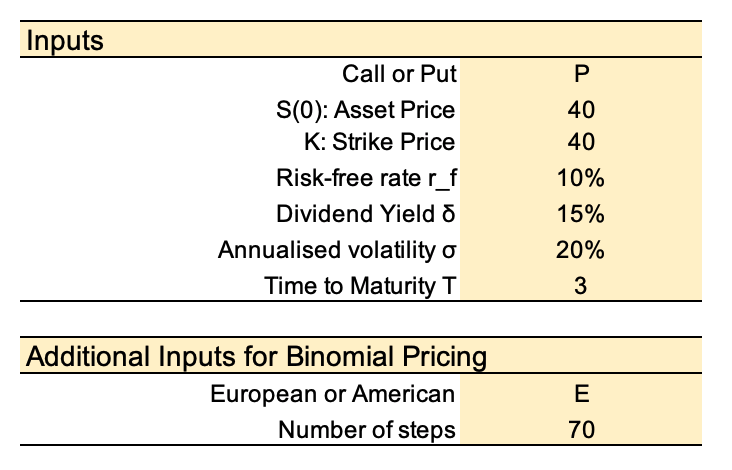 Inputs
Call or Put P
S(0): Asset Price 40
K: Strike Price 40
Risk-free rate r_f 10%
Dividend Yield δ 15%
Annualised volatility σ 20%
Time to Maturity T 3
Additional Inputs for Binomial Pricing
European or American E
Number of steps 70